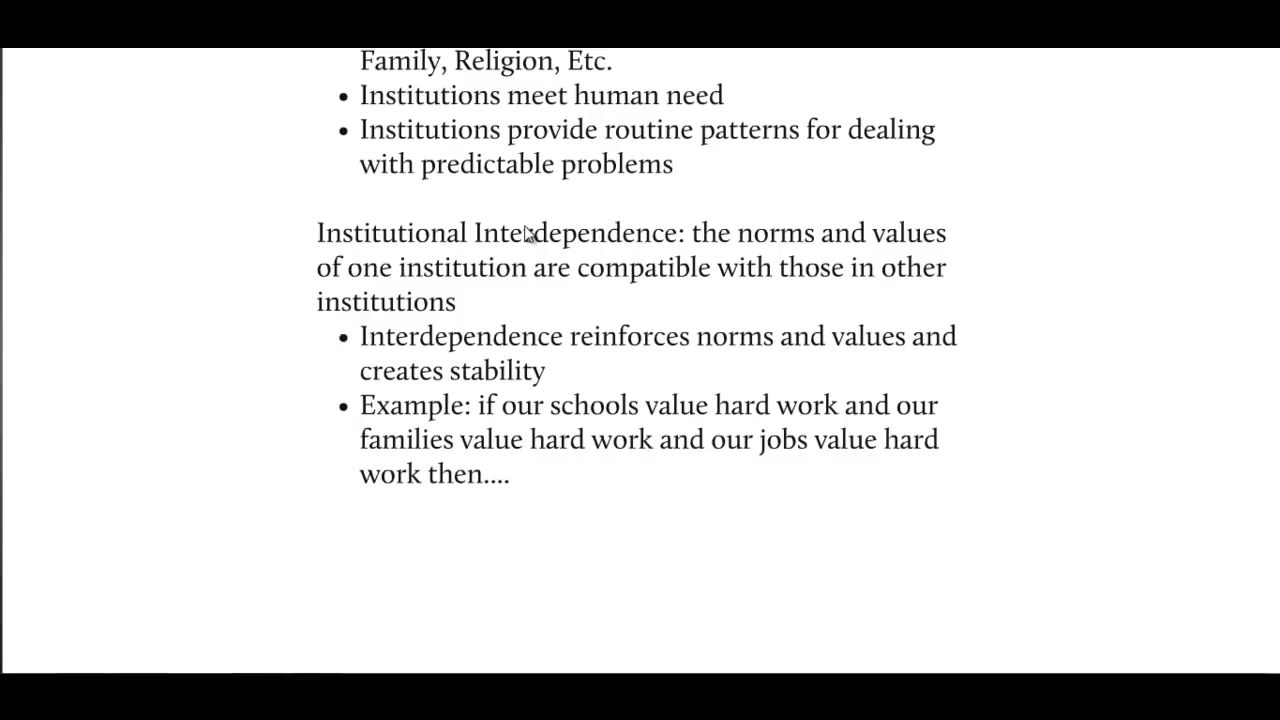 Family, Religion, Etc.
• Institutions meet human need
• Institutions provide routine patterns for dealing
with predictable problems
Institutional Interdependence: the norms and values
of one institution are compatible with those in other
institutions
• Interdependence reinforces norms and values and
creates stability
• Example: if our schools value hard work and our
families value hard work and our jobs value hard
work then....